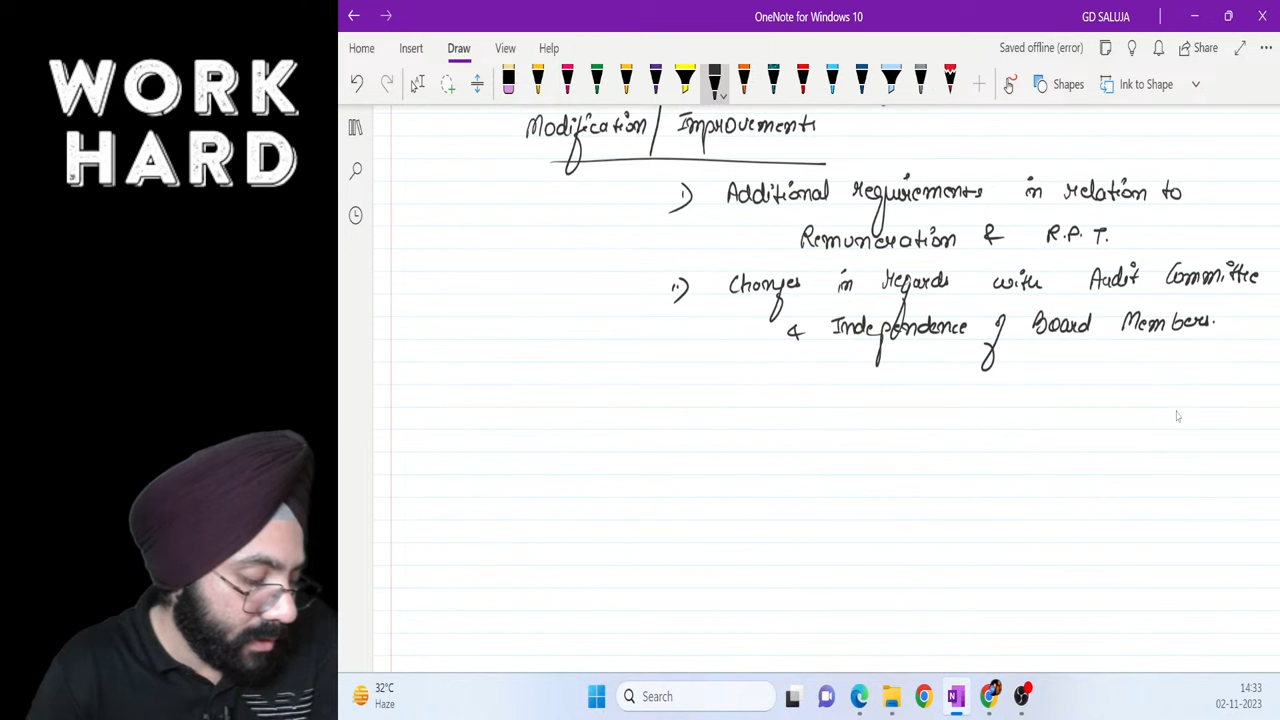 WORK
HARD
OneNote for Windows 10
GD SALUJA
Home Insert Draw View Help
Saved offline (error)
Share
Shapes
Ink to Shape
Modification / Improvements
i) Additional requirements in relation to
Remuneration & R.P.T.
ii) Changes in regards with Audit Committee
& Independence of Board Members.
32°C
Haze
Search
14:33
02-11-2023